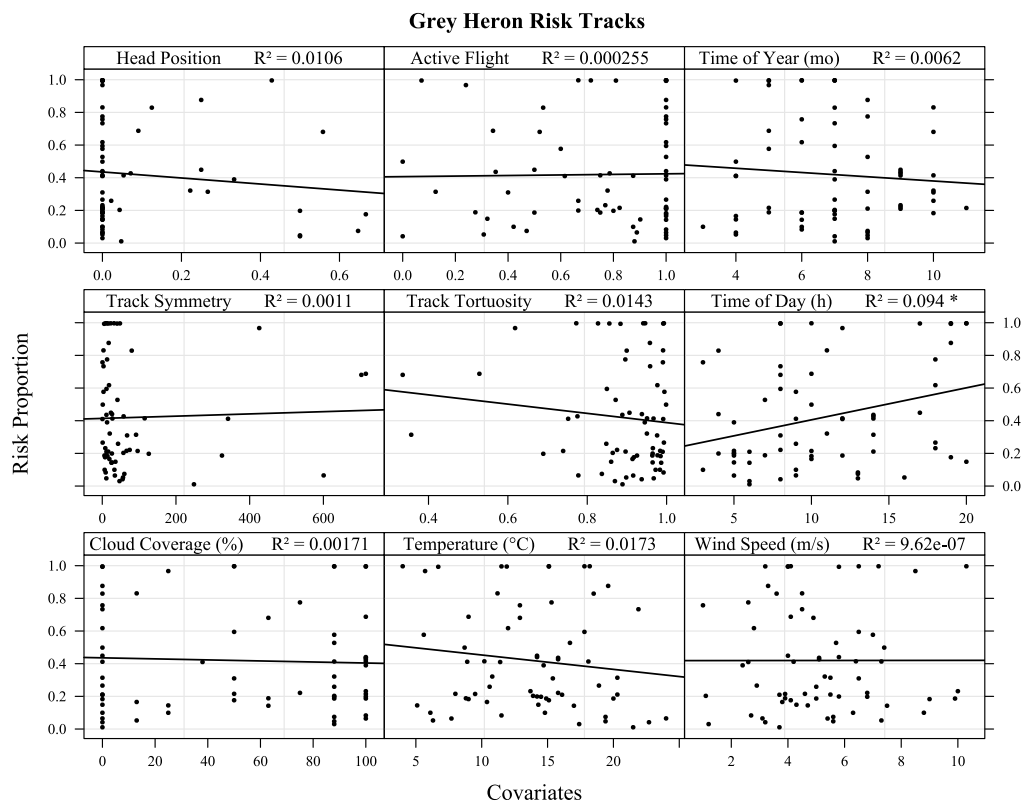 Grey Heron Risk Tracks
Head Position R² = 0.0106 Active Flight R² = 0.000255 Time of Year (mo) R² = 0.0062
1.0
0.8
0.6
0.4
0.2
0.0
0.0 0.2 0.4 0.6 0.0 0.2 0.4 0.6 0.8 1.0 4 6 8 10
Track Symmetry R² = 0.0011 Track Tortuosity R² = 0.0143 Time of Day (h) R² = 0.094 *
1.0
0.8
0.6
0.4
0.2
0.0
Risk Proportion
0 200 400 600 0.4 0.6 0.8 1.0 5 10 15 20
Cloud Coverage (%) R² = 0.00171 Temperature (°C) R² = 0.0173 Wind Speed (m/s) R² = 9.62e-07
1.0
0.8
0.6
0.4
0.2
0.0
0 20 40 60 80 100 5 10 15 20 2 4 6 8 10
Covariates